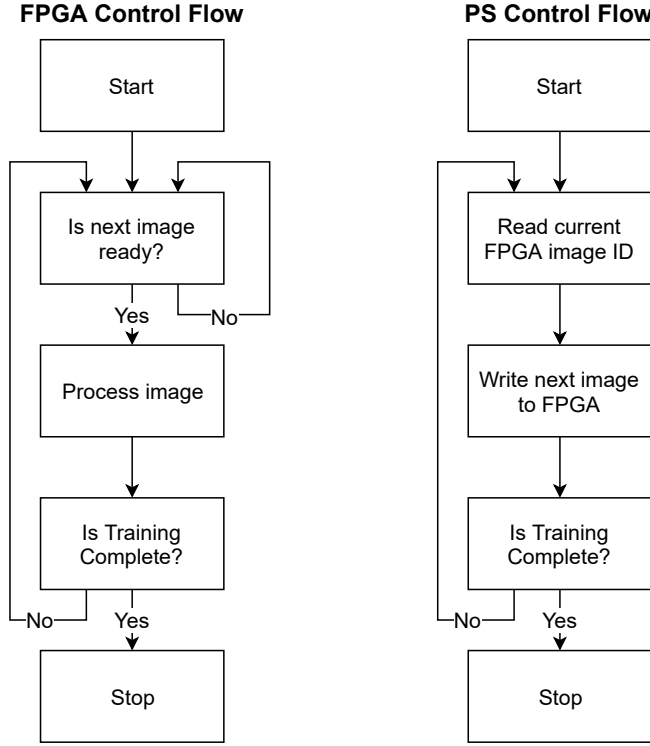 FPGA Control Flow
Start
Is next image
ready?
Yes
No
Process image
Is Training
Complete?
No
Yes
Stop
PS Control Flow
Start
Read current
FPGA image ID
Write next image
to FPGA
Is Training
Complete?
No
Yes
Stop